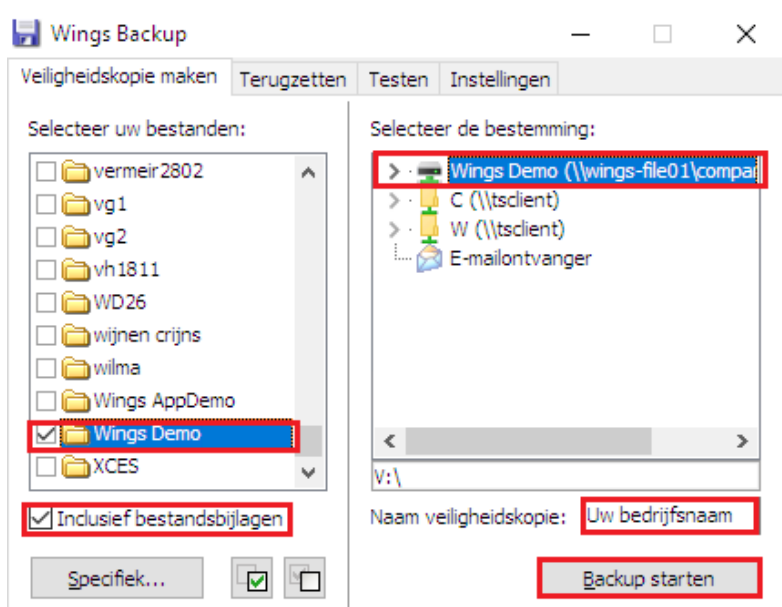 Wings Backup
Veiligheidskopie maken Terugzetten Testen Instellingen
Selecteer uw bestanden:
vermeir2802
vg1
vg2
vh1811
WD26
wijnen crijns
wilma
Wings AppDemo
Wings Demo
XCES
Inclusief bestandsbijlagen
Specifiek...
Selecteer de bestemming:
Wings Demo (\\wings-file01\compar
C (\\tsclient)
W (\\tsclient)
E-mailontvanger
V:\
Naam veiligheidskopie: Uw bedrijfsnaam
Backup starten